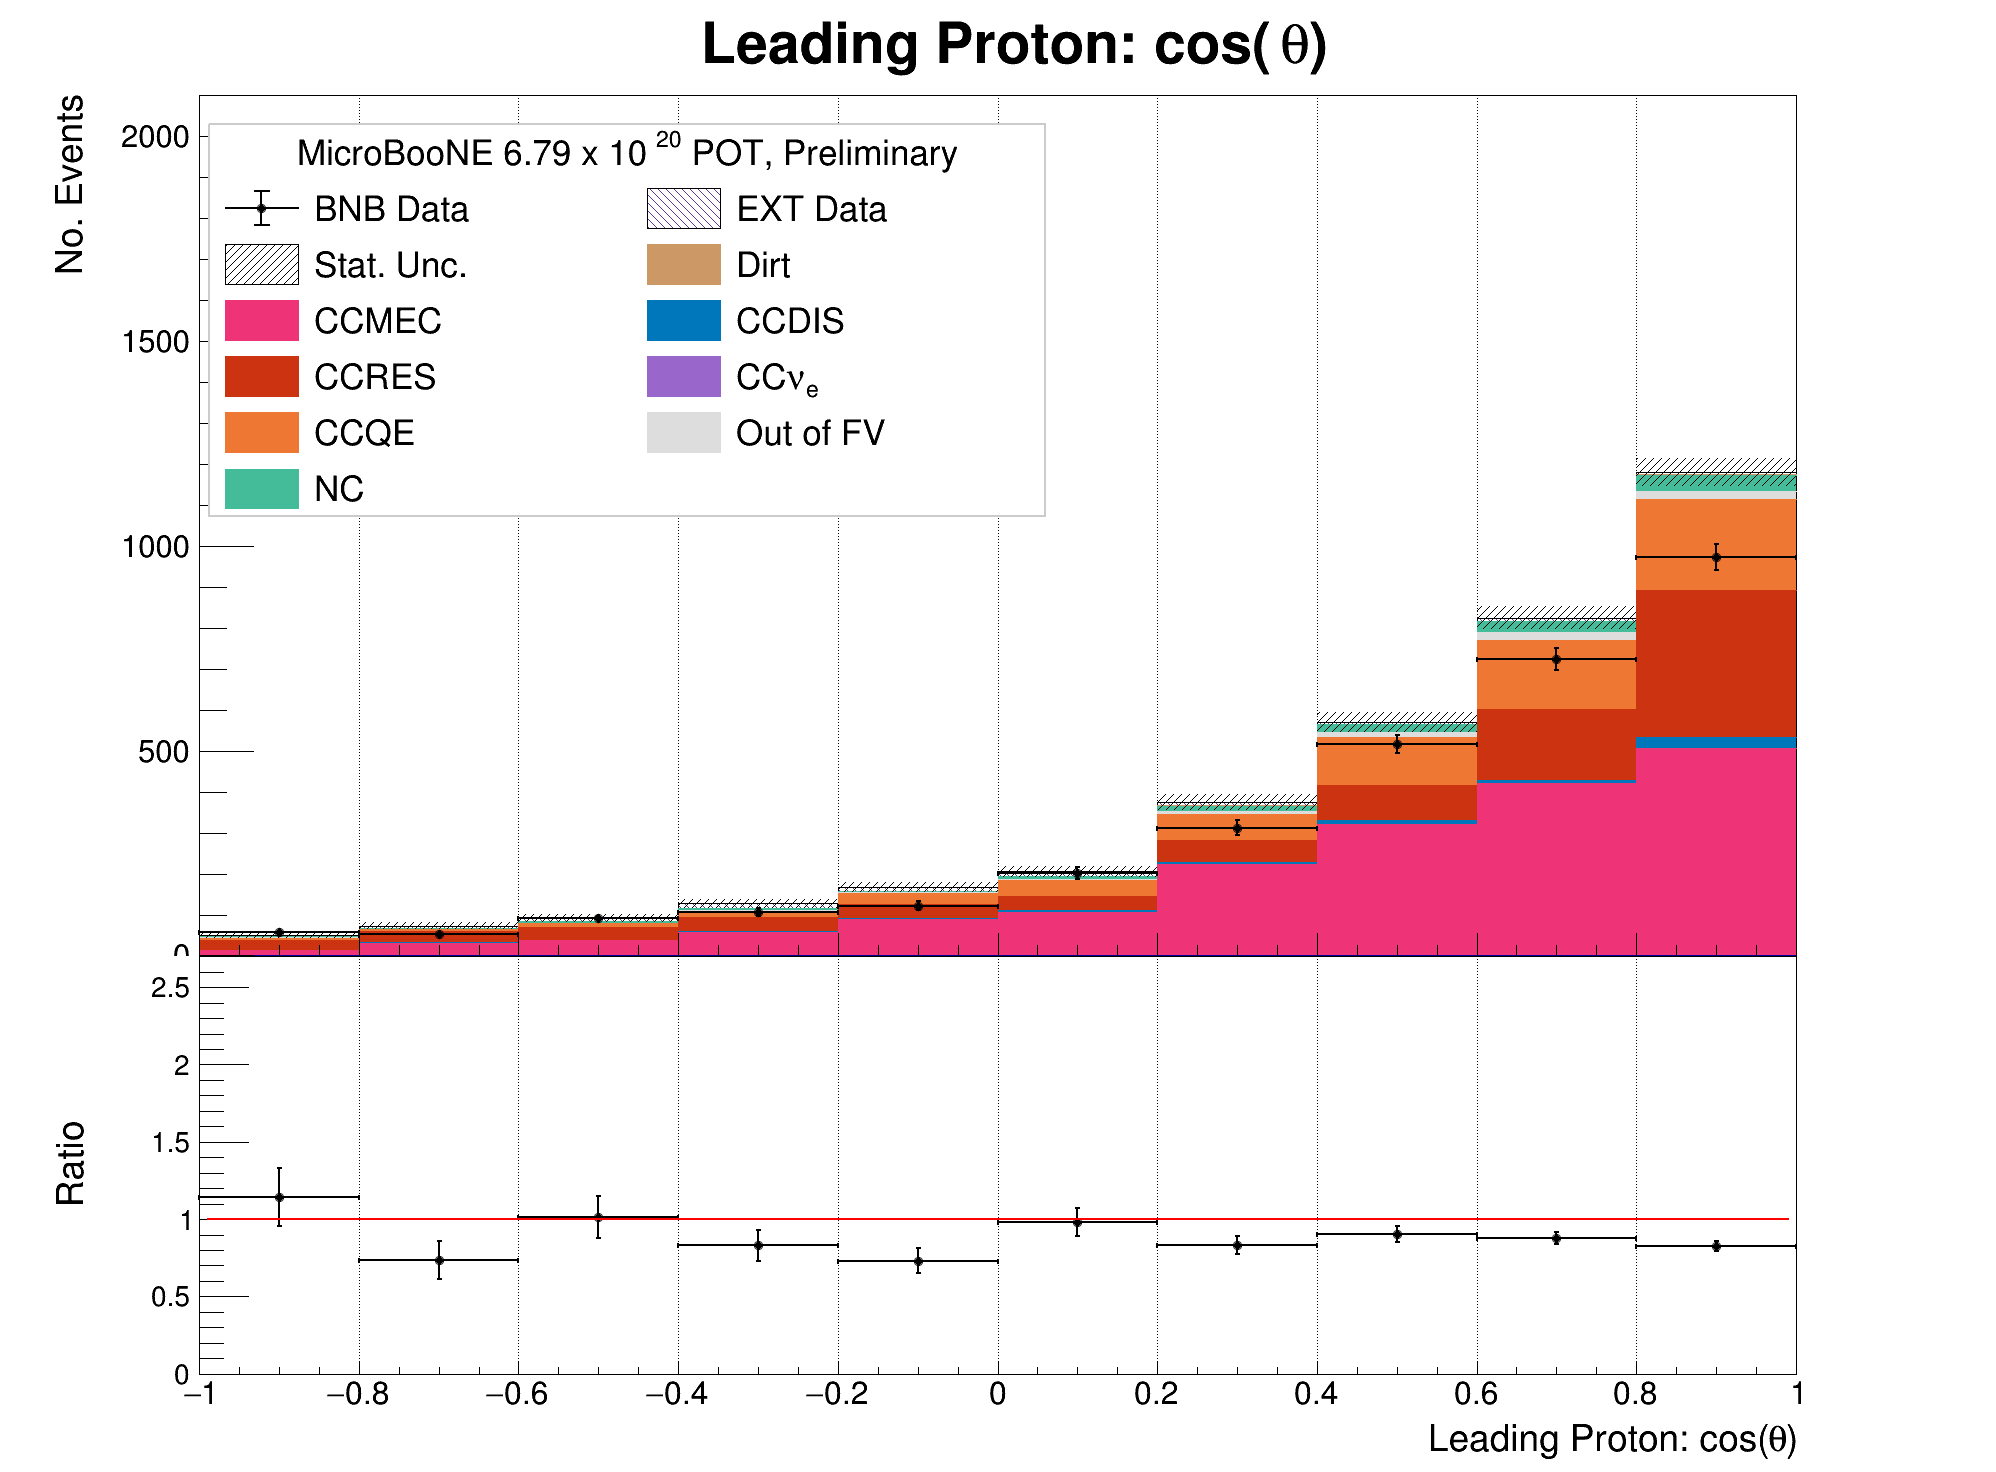 Leading Proton: cos(θ)
No. Events
2000
1500
1000
500
0
MicroBooNE 6.79 x 10 20 POT, Preliminary
BNB Data
EXT Data
Stat. Unc.
Dirt
CCMEC
CCDIS
CCRES
CCνe
CCQE
Out of FV
NC
Ratio
2.5
2
1.5
1
0.5
0
−1 −0.8 −0.6 −0.4 −0.2 0 0.2 0.4 0.6 0.8 1
Leading Proton: cos(θ)